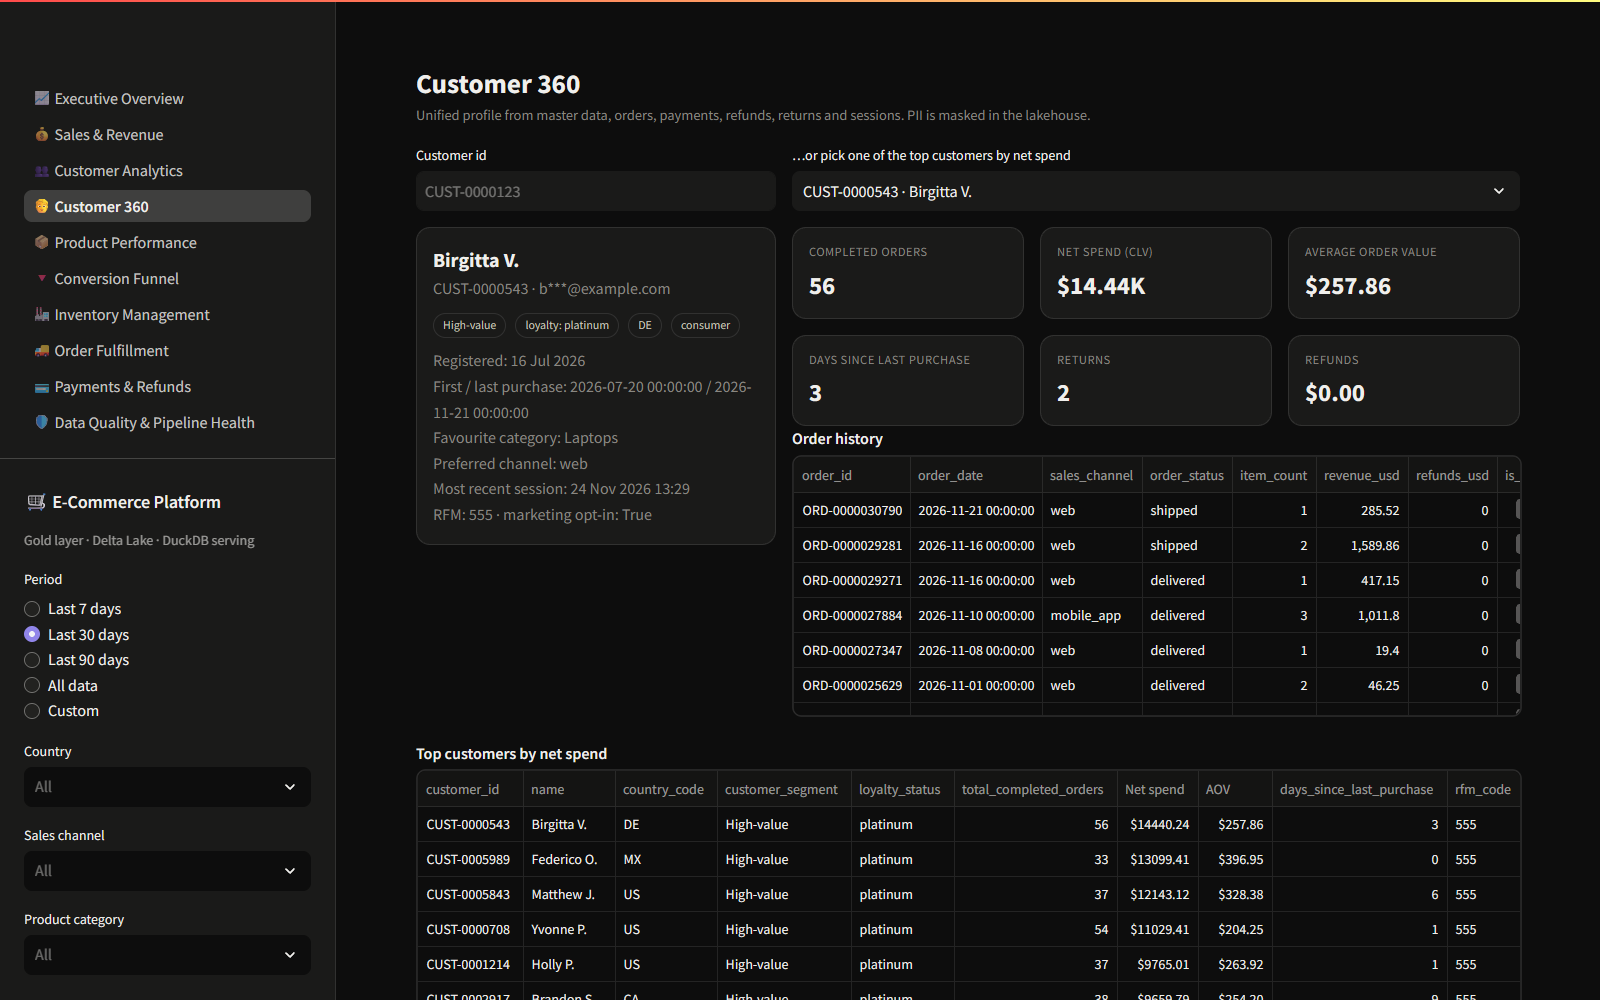 Executive Overview
Sales & Revenue
Customer Analytics
Customer 360
Product Performance
Conversion Funnel
Inventory Management
Order Fulfillment
Payments & Refunds
Data Quality & Pipeline Health
E-Commerce Platform
Gold layer · Delta Lake · DuckDB serving
Period
Last 7 days
Last 30 days
Last 90 days
All data
Custom
Country
All
Sales channel
All
Product category
All
Customer 360
Unified profile from master data, orders, payments, refunds, returns and sessions. PII is masked in the lakehouse.
Customer id
CUST-0000123
…or pick one of the top customers by net spend
CUST-0000543 · Birgitta V.
Birgitta V.
CUST-0000543 · b***@example.com
High-value loyalty: platinum DE consumer
Registered: 16 Jul 2026
First / last purchase: 2026-07-20 00:00:00 / 2026-
11-21 00:00:00
Favourite category: Laptops
Preferred channel: web
Most recent session: 24 Nov 2026 13:29
RFM: 555 · marketing opt-in: True
COMPLETED ORDERS
56
NET SPEND (CLV)
$14.44K
AVERAGE ORDER VALUE
$257.86
DAYS SINCE LAST PURCHASE
3
RETURNS
2
REFUNDS
$0.00
Order history
order_id order_date sales_channel order_status item_count revenue_usd refunds_usd is_
ORD-0000030790 2026-11-21 00:00:00 web shipped 1 285.52 0
ORD-0000029281 2026-11-16 00:00:00 web shipped 2 1,589.86 0
ORD-0000029271 2026-11-16 00:00:00 web delivered 1 417.15 0
ORD-0000027884 2026-11-10 00:00:00 mobile_app delivered 3 1,011.8 0
ORD-0000027347 2026-11-08 00:00:00 web delivered 1 19.4 0
ORD-0000025629 2026-11-01 00:00:00 web delivered 2 46.25 0
Top customers by net spend
customer_id name country_code customer_segment loyalty_status total_completed_orders Net spend AOV days_since_last_purchase rfm_code
CUST-0000543 Birgitta V. DE High-value platinum 56 $14440.24 $257.86 3 555
CUST-0005989 Federico O. MX High-value platinum 33 $13099.41 $396.95 0 555
CUST-0005843 Matthew J. US High-value platinum 37 $12143.12 $328.38 6 555
CUST-0000708 Yvonne P. US High-value platinum 54 $11029.41 $204.25 1 555
CUST-0001214 Holly P. US High-value platinum 37 $9765.01 $263.92 1 555
CUST-0002917 Brandon S. CA High-value platinum 38 $9659.79 $254.20 9 555